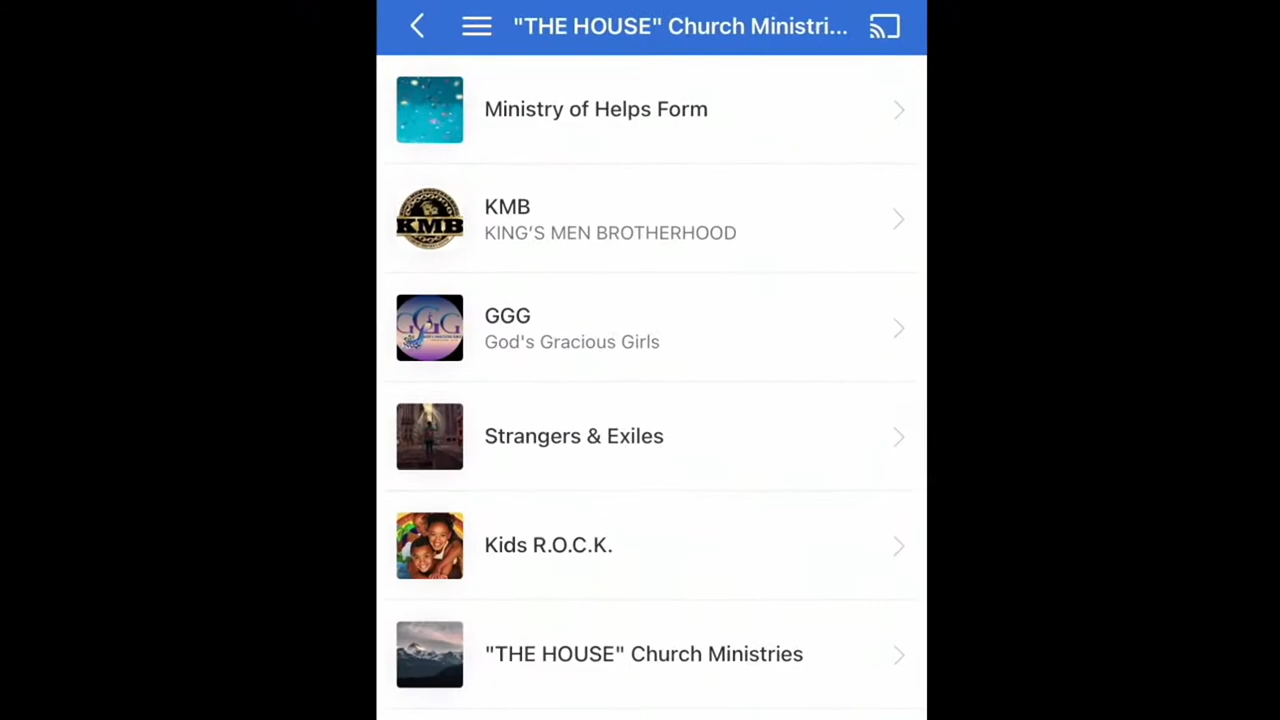 "THE HOUSE" Church Ministri...
Ministry of Helps Form
KMB
KMB
KING'S MEN BROTHERHOOD
GGG
GGG
God's Gracious Girls
Strangers & Exiles
Kids R.O.C.K.
"THE HOUSE" Church Ministries